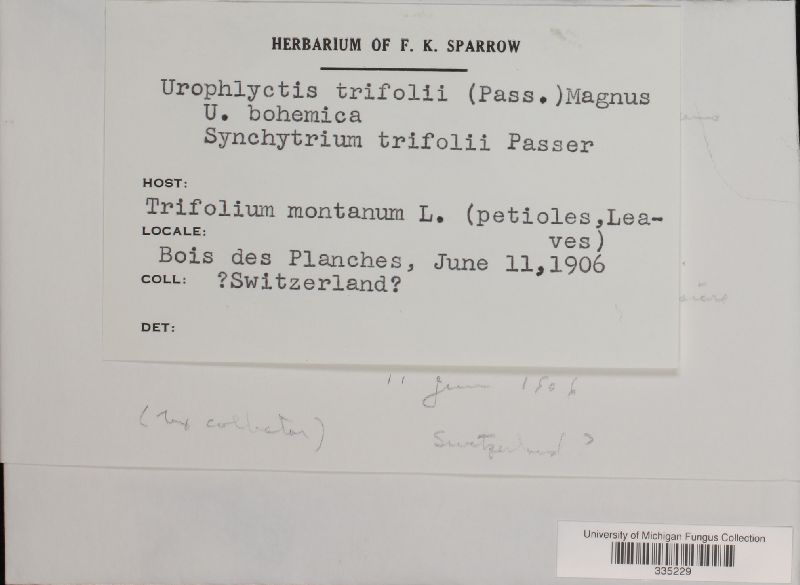 HERBARIUM OF F. K. SPARROW
Urophlyctis trifolii (Pass.)Magnus
U. bohemica
Synchytrium trifolii Passer
HOST:
Trifolium montanum L. (petioles,Lea-
ves)
LOCALE:
Bois des Planches, June 11,1906
COLL: ?Switzerland?
DET:
11 June 1906
( collector)
Switzerland ?
University of Michigan Fungus Collection
335229